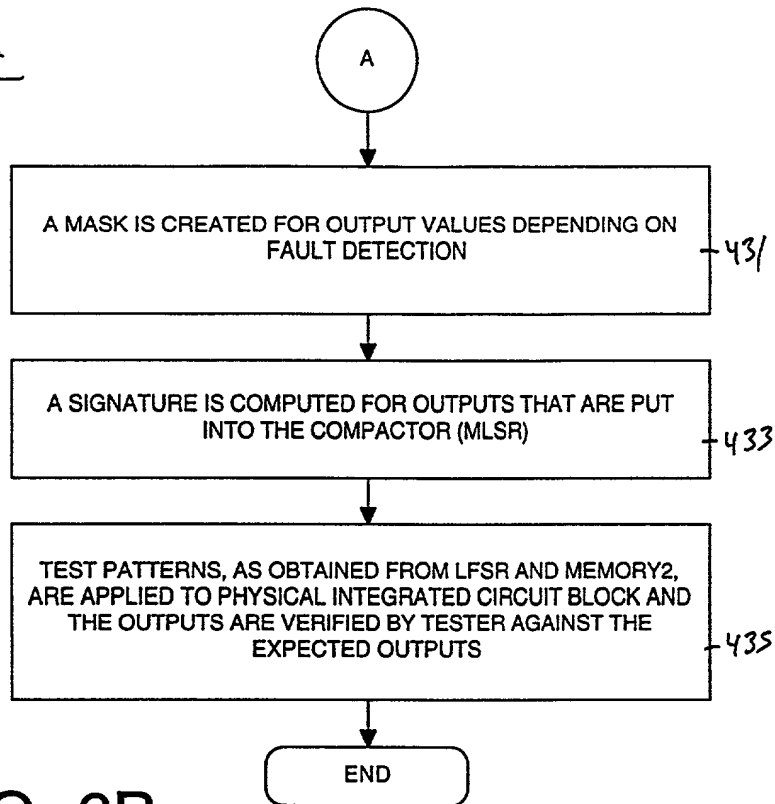 A
A MASK IS CREATED FOR OUTPUT VALUES DEPENDING ON
FAULT DETECTION
431
A SIGNATURE IS COMPUTED FOR OUTPUTS THAT ARE PUT
INTO THE COMPACTOR (MLSR)
433
TEST PATTERNS, AS OBTAINED FROM LFSR AND MEMORY2,
ARE APPLIED TO PHYSICAL INTEGRATED CIRCUIT BLOCK AND
THE OUTPUTS ARE VERIFIED BY TESTER AGAINST THE
EXPECTED OUTPUTS
435
END